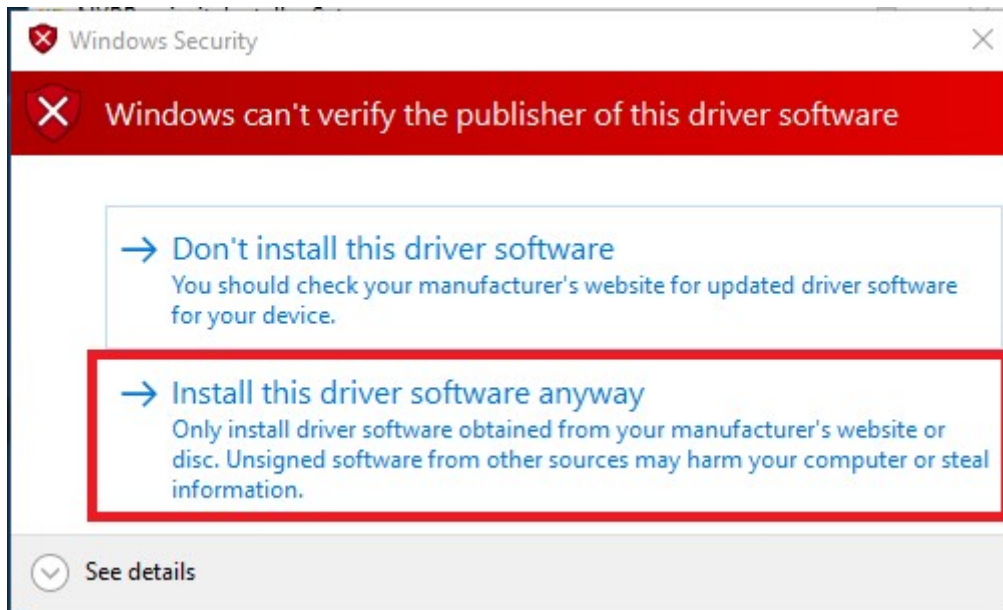 Windows Security
Windows can't verify the publisher of this driver software
Don't install this driver software
You should check your manufacturer's website for updated driver software
for your device.
Install this driver software anyway
Only install driver software obtained from your manufacturer's website or
disc. Unsigned software from other sources may harm your computer or steal
information.
See details